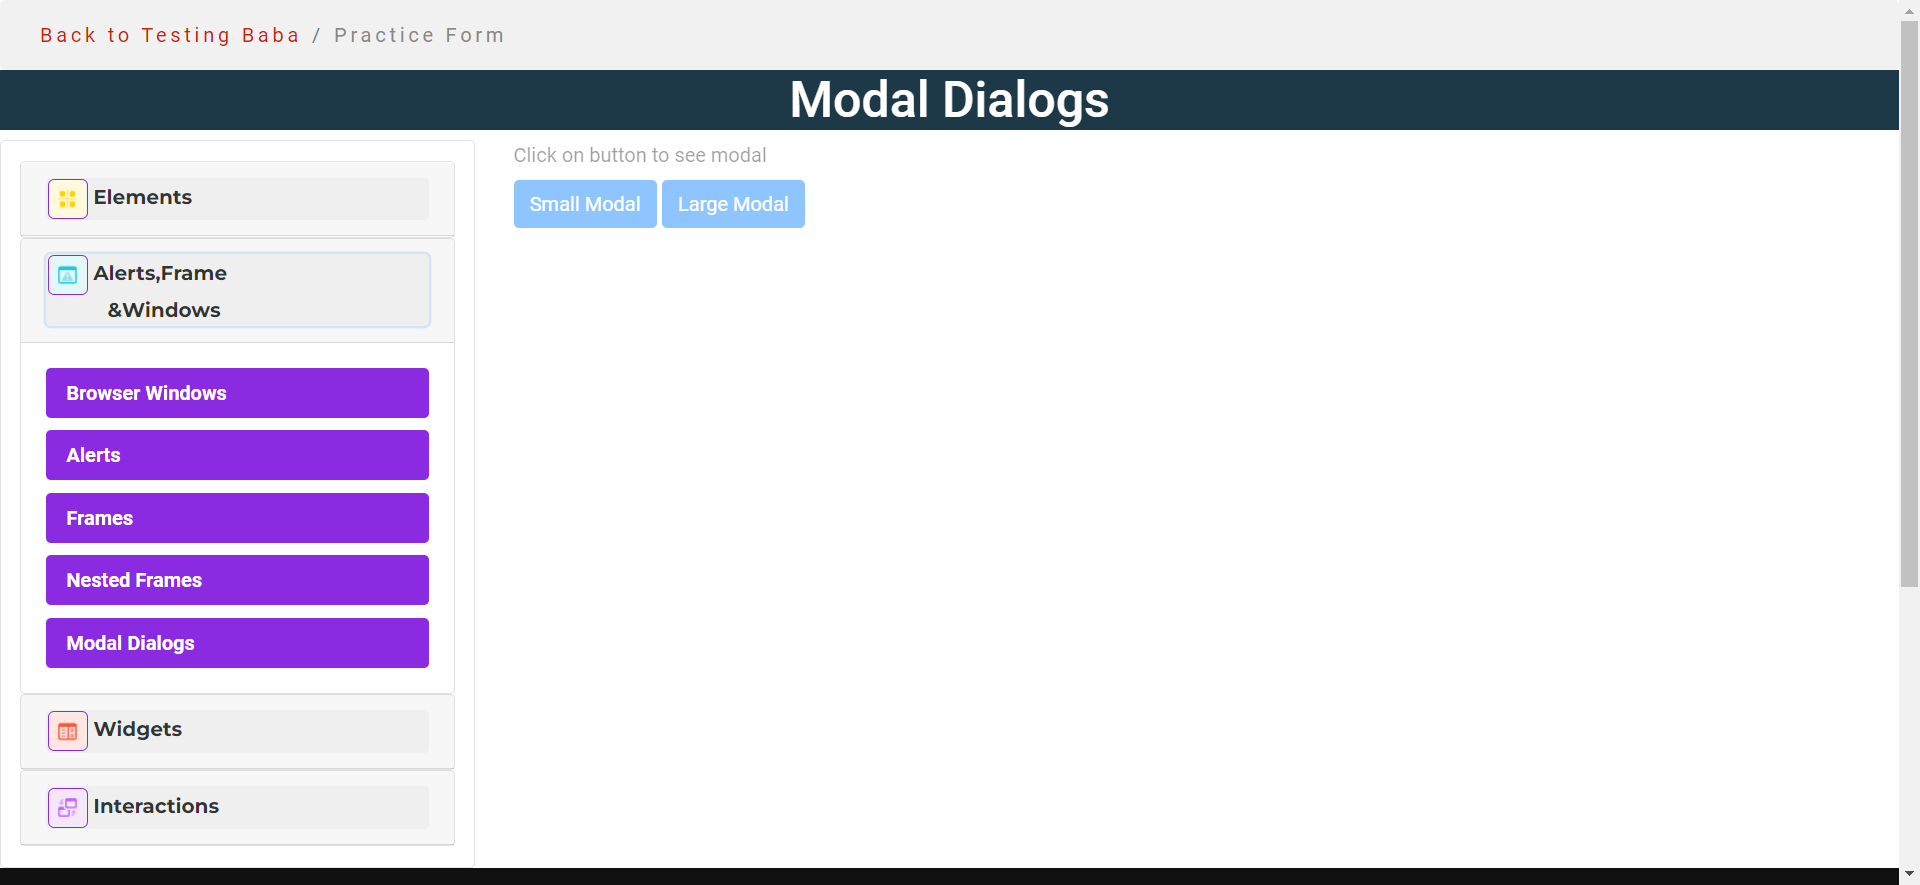 Back to Testing Baba / Practice Form
Modal Dialogs
Elements
Alerts,Frame
&Windows
Browser Windows
Alerts
Frames
Nested Frames
Modal Dialogs
Widgets
Interactions
Click on button to see modal
Small Modal
Large Modal